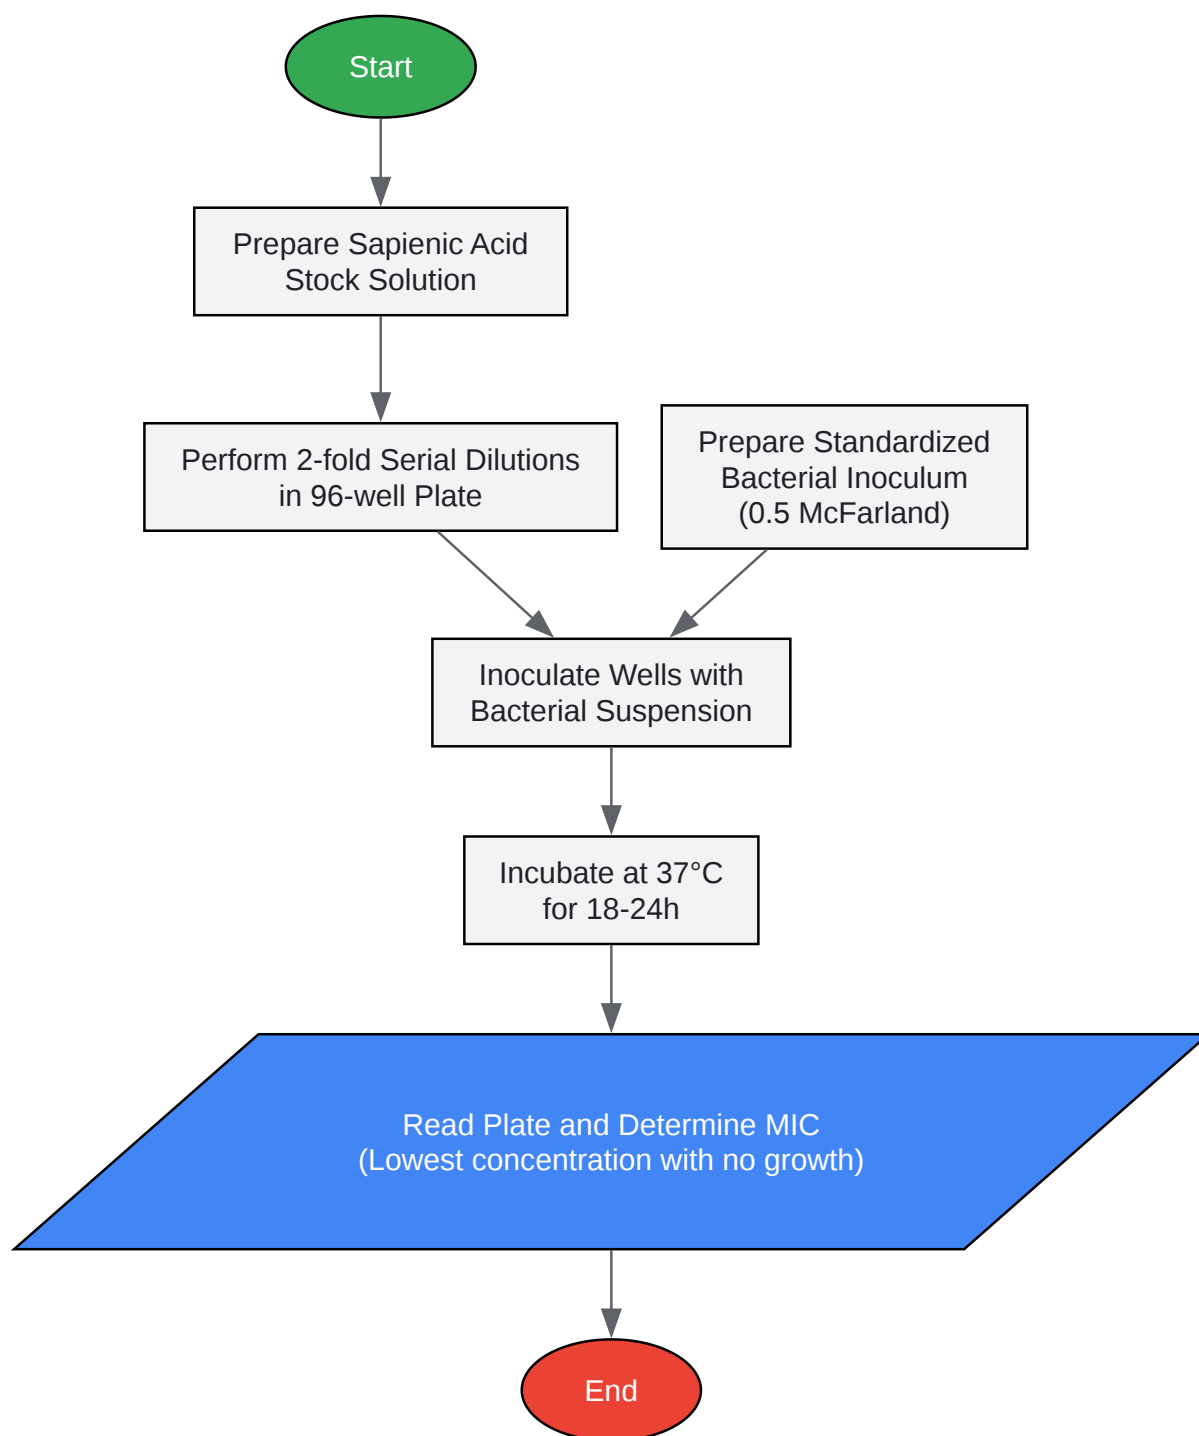 Start
Prepare Sapienic Acid
Stock Solution
Perform 2-fold Serial Dilutions
in 96-well Plate
Prepare Standardized
Bacterial Inoculum
(0.5 McFarland)
Inoculate Wells with
Bacterial Suspension
Incubate at 37°C
for 18-24h
Read Plate and Determine MIC
(Lowest concentration with no growth)
End